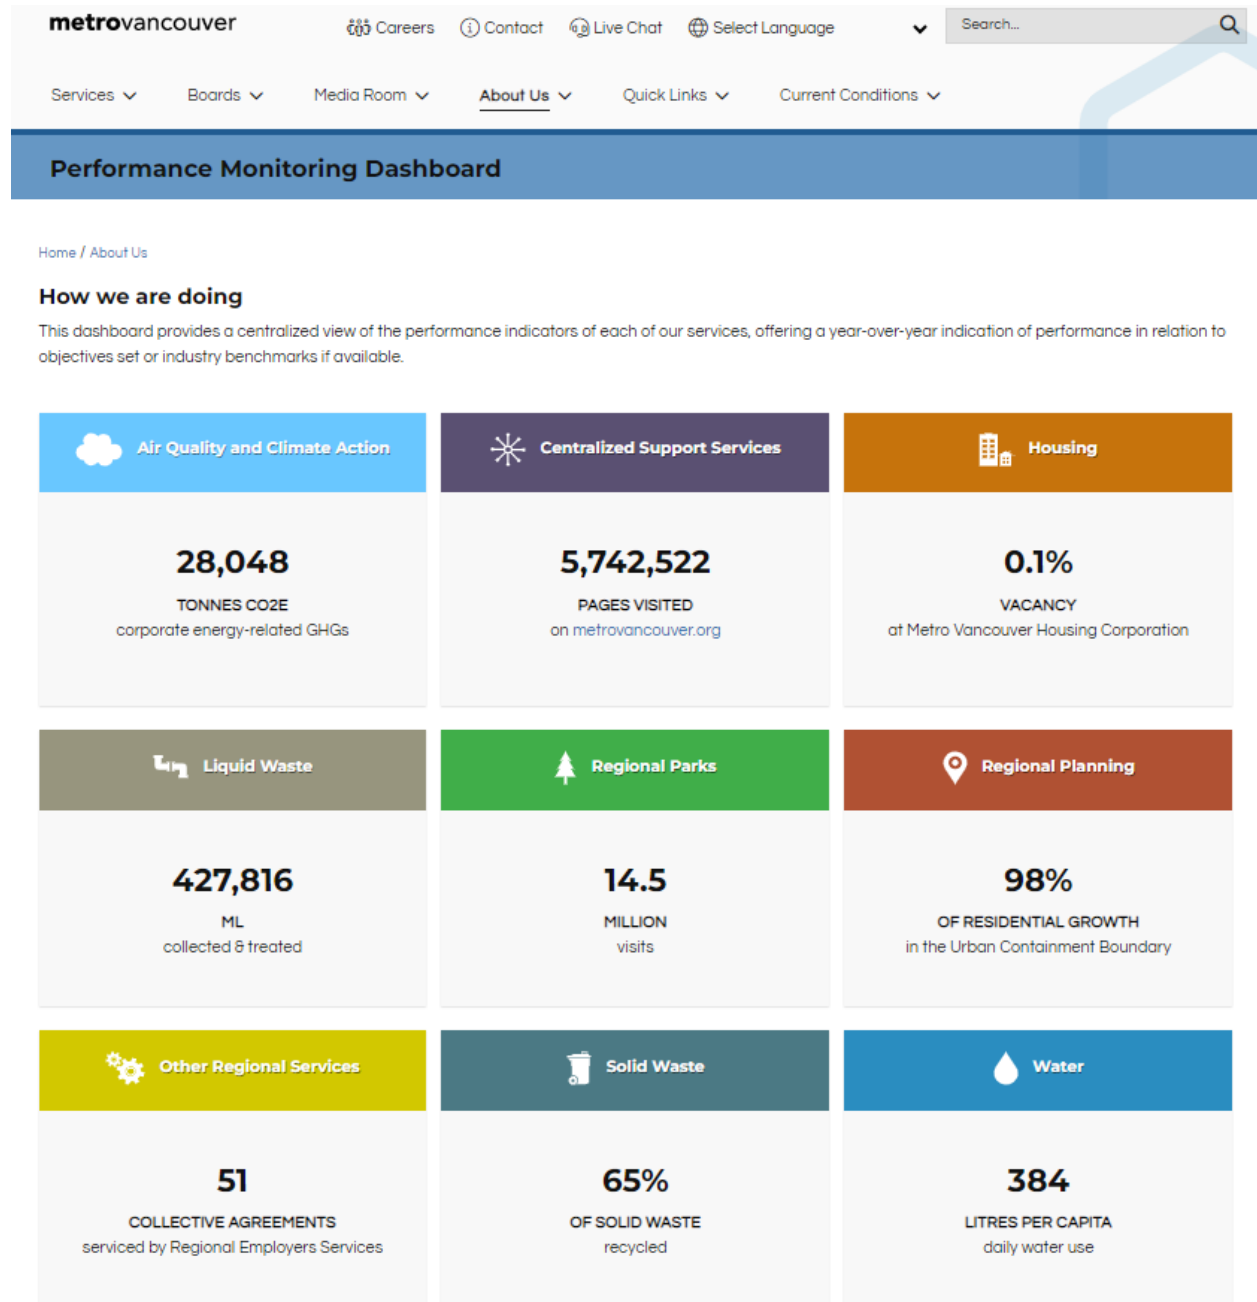 metrovancouver
Careers
Contact
Live Chat
Select Language
Search...
Services
Boards
Media Room
About Us
Quick Links
Current Conditions
Performance Monitoring Dashboard
Home / About Us
How we are doing
This dashboard provides a centralized view of the performance indicators of each of our services, offering a year-over-year indication of performance in relation to
objectives set or industry benchmarks if available.
Air Quality and Climate Action
28,048
TONNES CO2E
corporate energy-related GHGs
Centralized Support Services
5,742,522
PAGES VISITED
on metrovancouver.org
Housing
0.1%
VACANCY
at Metro Vancouver Housing Corporation
Liquid Waste
427,816
ML
collected & treated
Regional Parks
14.5
MILLION
visits
Regional Planning
98%
OF RESIDENTIAL GROWTH
in the Urban Containment Boundary
Other Regional Services
51
COLLECTIVE AGREEMENTS
serviced by Regional Employers Services
Solid Waste
65%
OF SOLID WASTE
recycled
Water
384
LITRES PER CAPITA
daily water use